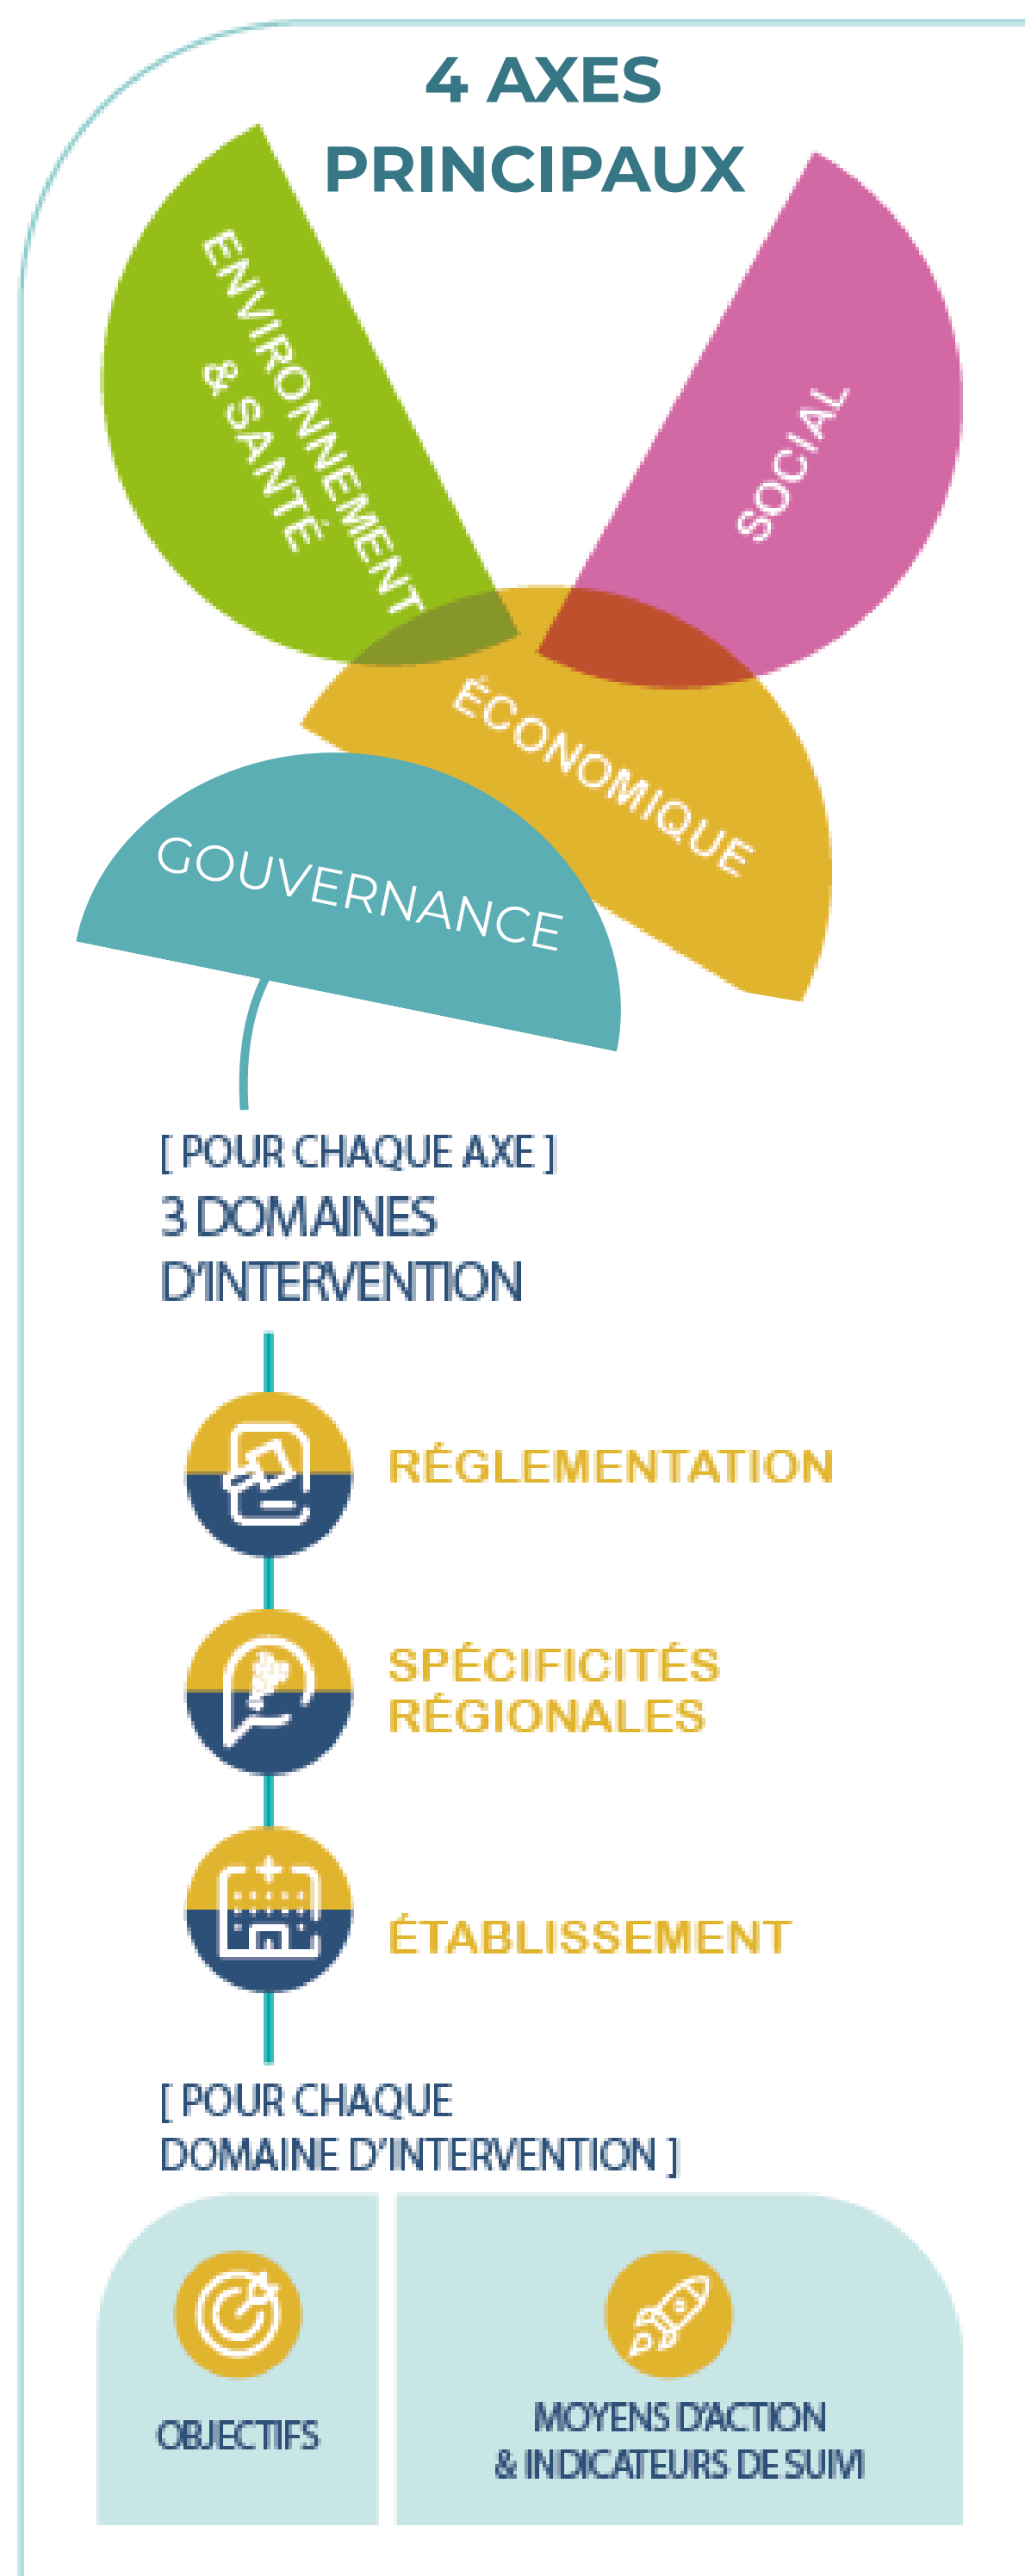 4 AXES
PRINCIPAUX
ENVIRONNEMENT
& SANTÉ
SOCIAL
ÉCONOMIQUE
GOUVERNANCE
[ POUR CHAQUE AXE ]
3 DOMAINES
D'INTERVENTION
RÉGLEMENTATION
SPÉCIFICITÉS
RÉGIONALES
ÉTABLISSEMENT
[ POUR CHAQUE
DOMAINE D'INTERVENTION ]
OBJECTIFS
MOYENS D'ACTION
& INDICATEURS DE SUIVI